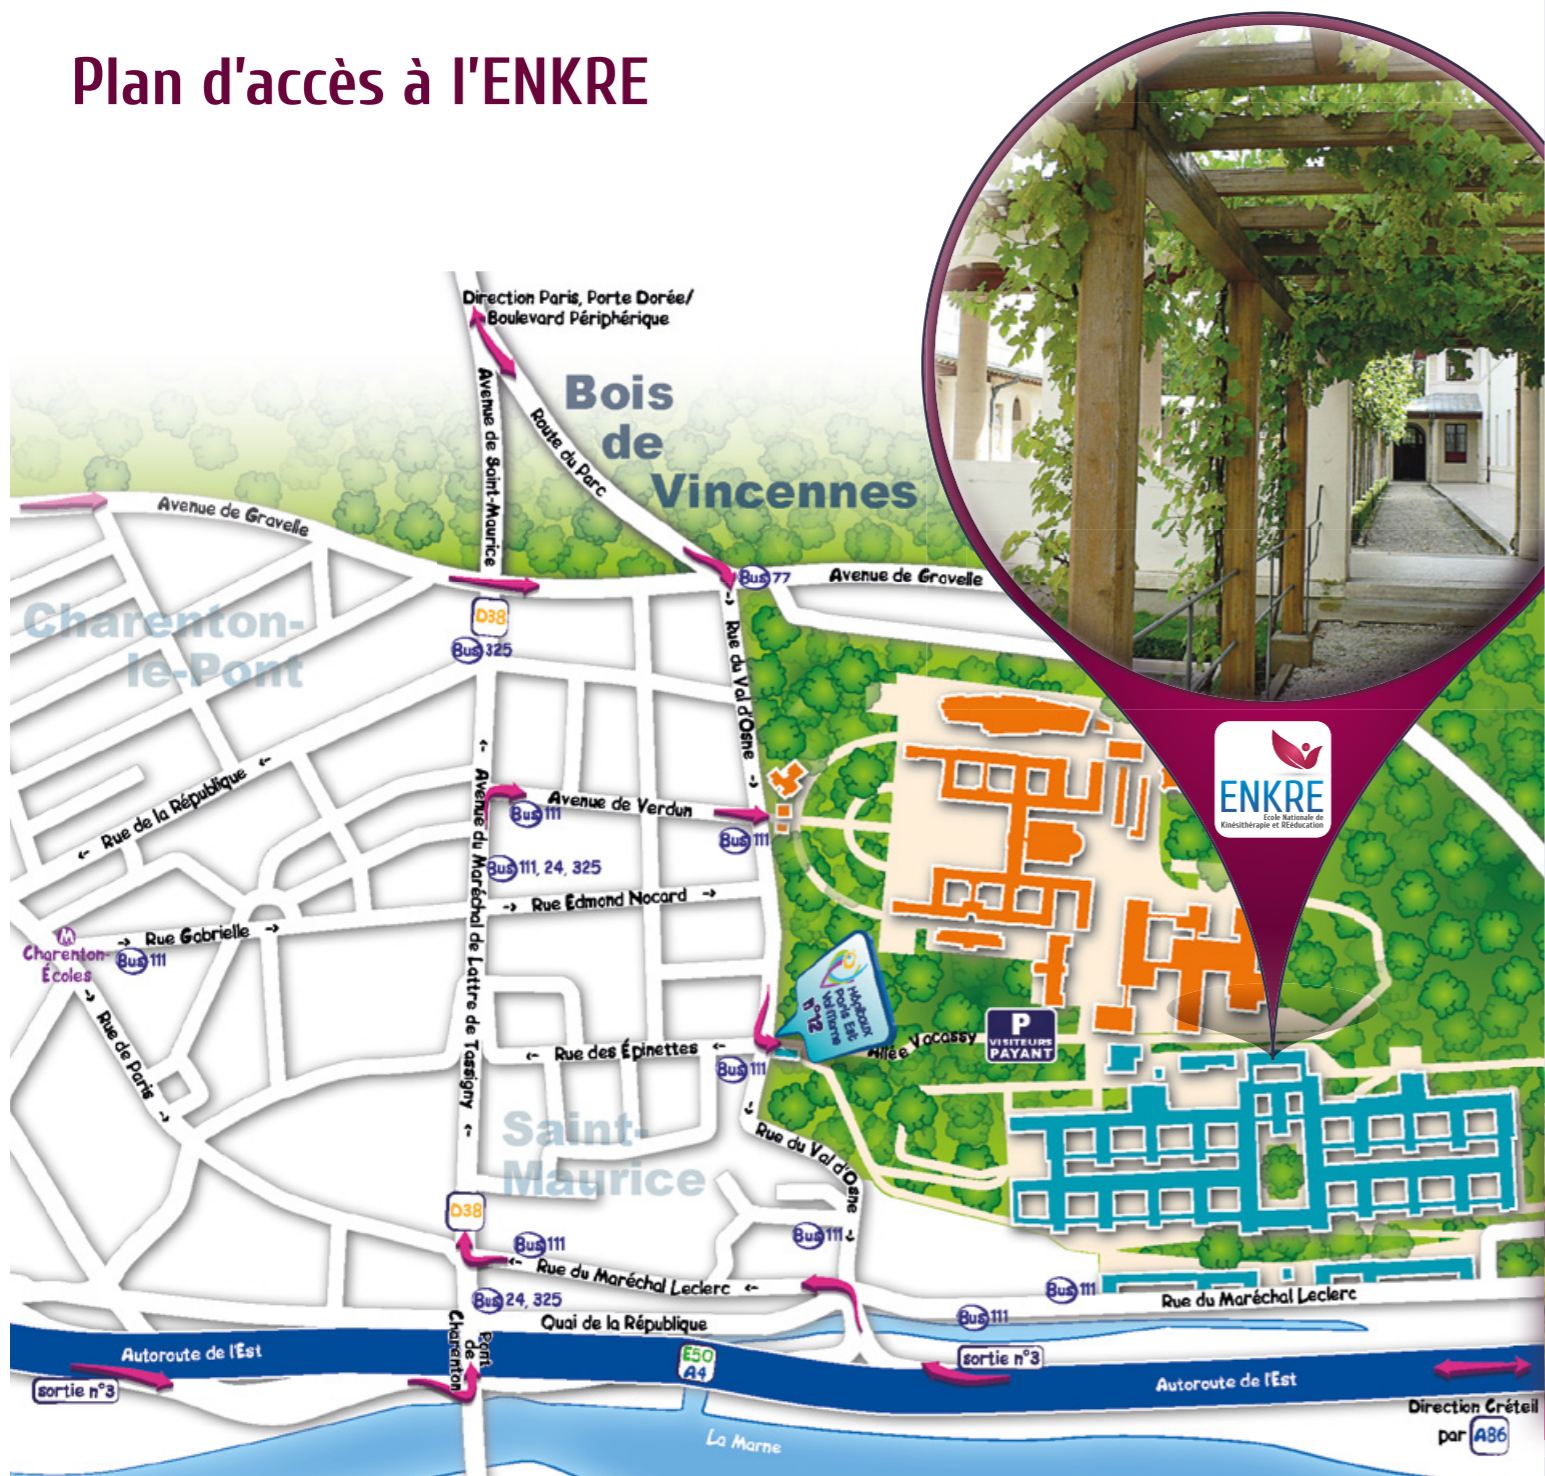 Plan d'accès à l'ENKRE
Direction Paris, Porte Dorée/
Boulevard Périphérique
Avenue de Saint-Maurice
Route du Parc
Bois
de
Vincennes
Avenue de Gravelle
Bus 77
Avenue de Gravelle
Charenton-
le-Pont
D38
Bus 325
Rue du Val d'Osne
ENKRE
Ecole Nationale de
Kinésithérapie et REéducation
Rue de la République
Avenue du Maréchal de Lattre de Tassigny
Avenue de Verdun
Bus 111
Bus 111
Bus 111, 24, 325
Rue Edmond Nocard
Rue Gabrielle
M
Charenton-
Écoles
Bus 111
Rue de Paris
Hôpitaux
Paris Est
Val Marne
n°12
Allée Vacassy
P
VISITEURS
PAYANT
Rue des Épinettes
Bus 111
Saint-
Maurice
Rue du Val d'Osne
D38
Bus 111
Bus 111
Rue du Maréchal Leclerc
Bus 111
Rue du Maréchal Leclerc
Bus 24, 325
Quai de la République
Bus 111
Pont
de
Charenton
Autoroute de l'Est
E50
A4
sortie n°3
sortie n°3
Autoroute de l'Est
Direction Créteil
par A86
La Marne